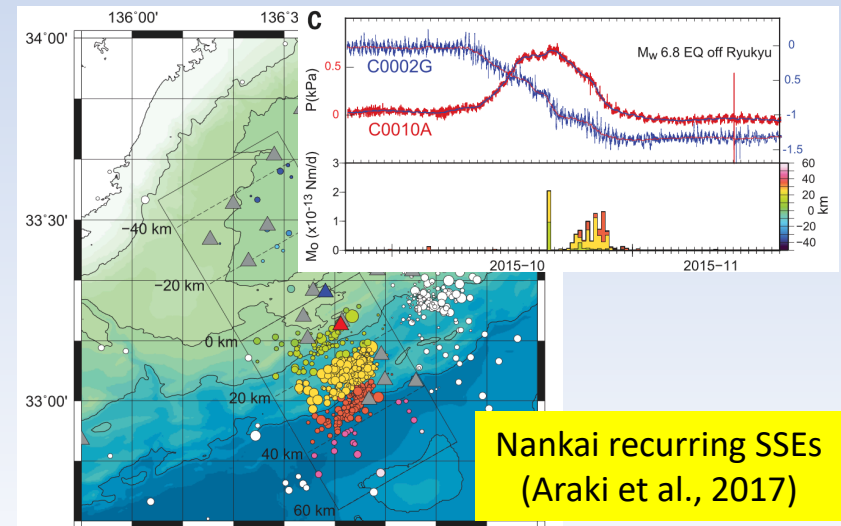 136°00'
136°3
34°00'
33°30'
33°00'
−40 km
−20 km
0 km
20 km
40 km
60 km
C
C0002G
C0010A
Mw 6.8 EQ off Ryukyu
P(kPa)
0.5
0
0
-0.5
-1
-1.5
Mo (x10-13 Nm/d)
3
2
1
0
60
40
20
0
−20
−40
km
2015-10
2015-11
Nankai recurring SSEs
(Araki et al., 2017)